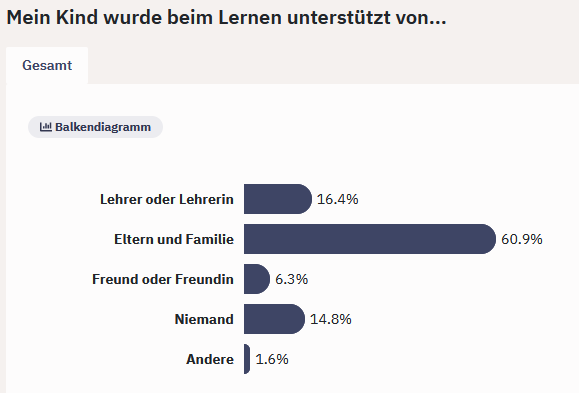 Mein Kind wurde beim Lernen unterstützt von...
Gesamt
Balkendiagramm
Lehrer oder Lehrerin 16.4%
Eltern und Familie 60.9%
Freund oder Freundin 6.3%
Niemand 14.8%
Andere 1.6%